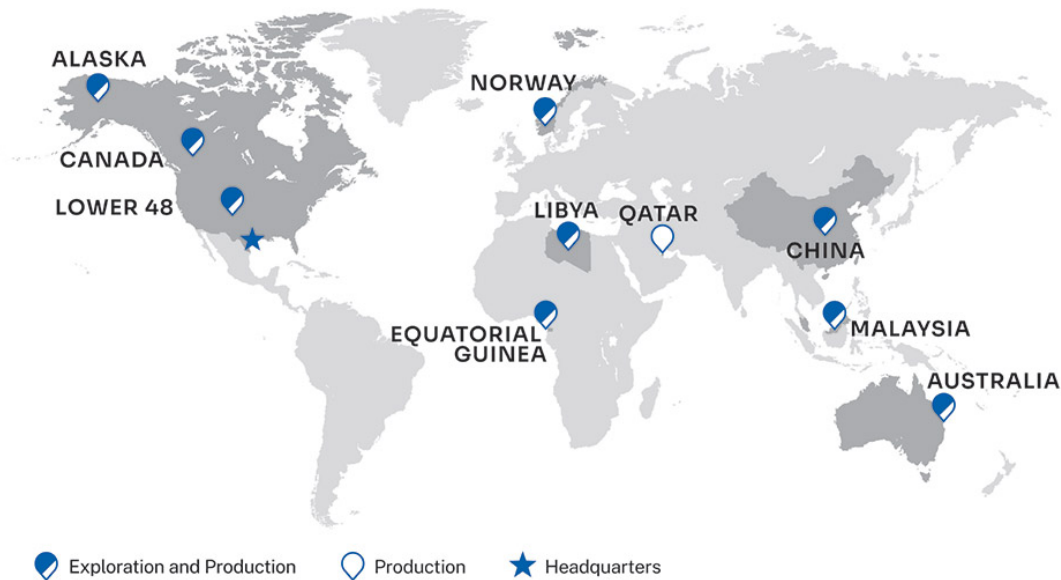 ALASKA
NORWAY
CANADA
LOWER 48
LIBYA
QATAR
CHINA
EQUATORIAL
GUINEA
MALAYSIA
AUSTRALIA
Exploration and Production
Production
Headquarters